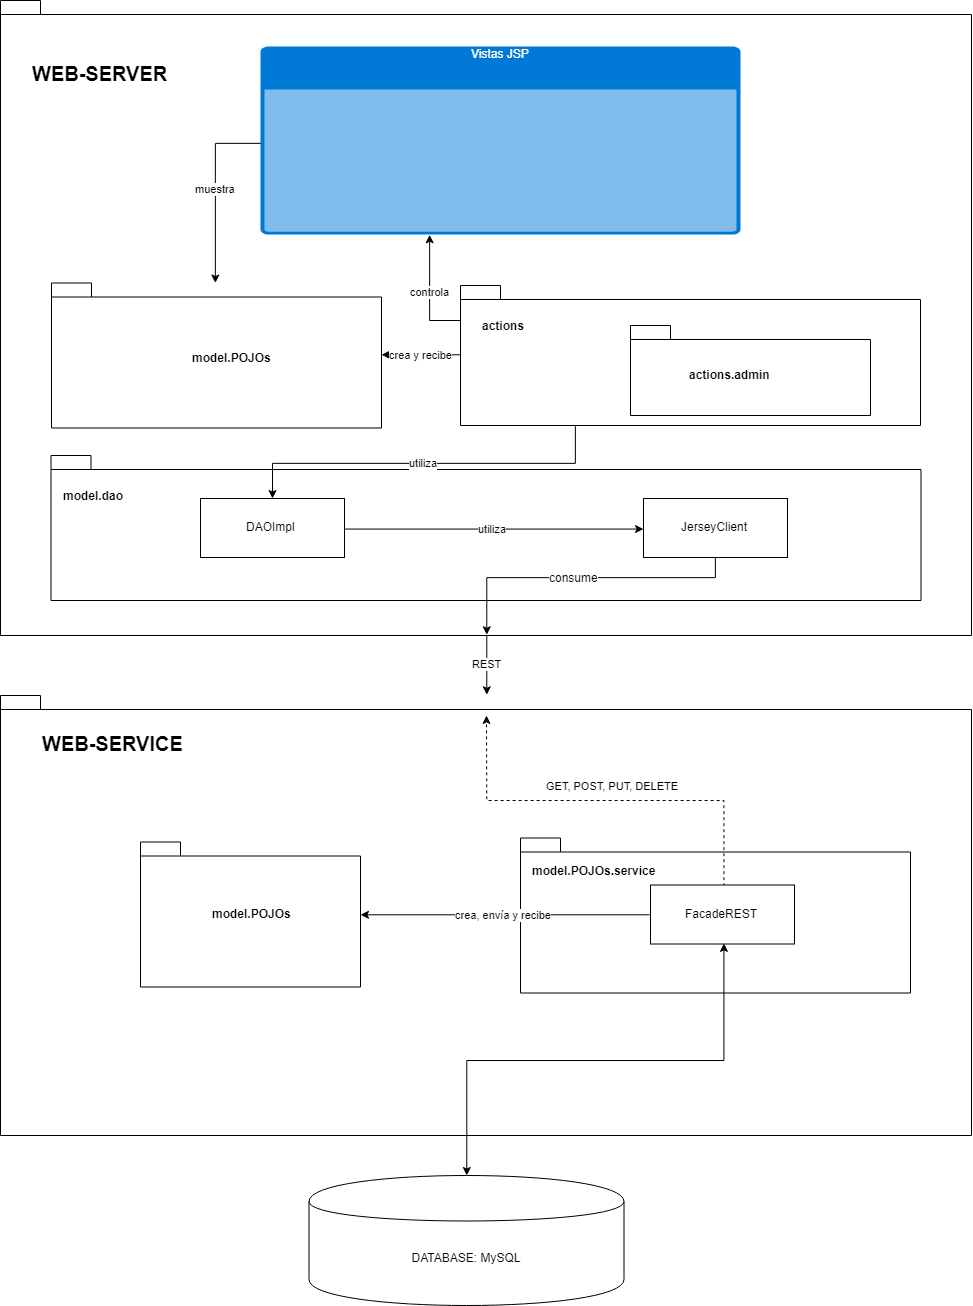 Vistas JSP
WEB-SERVER
muestra
controla
actions
crea y recibe
model.POJOs
actions.admin
utiliza
model.dao
DAOImpl
utiliza
JerseyClient
consume
REST
WEB-SERVICE
GET, POST, PUT, DELETE
model.POJOs.service
model.POJOs
crea, envía y recibe
FacadeREST
DATABASE: MySQL